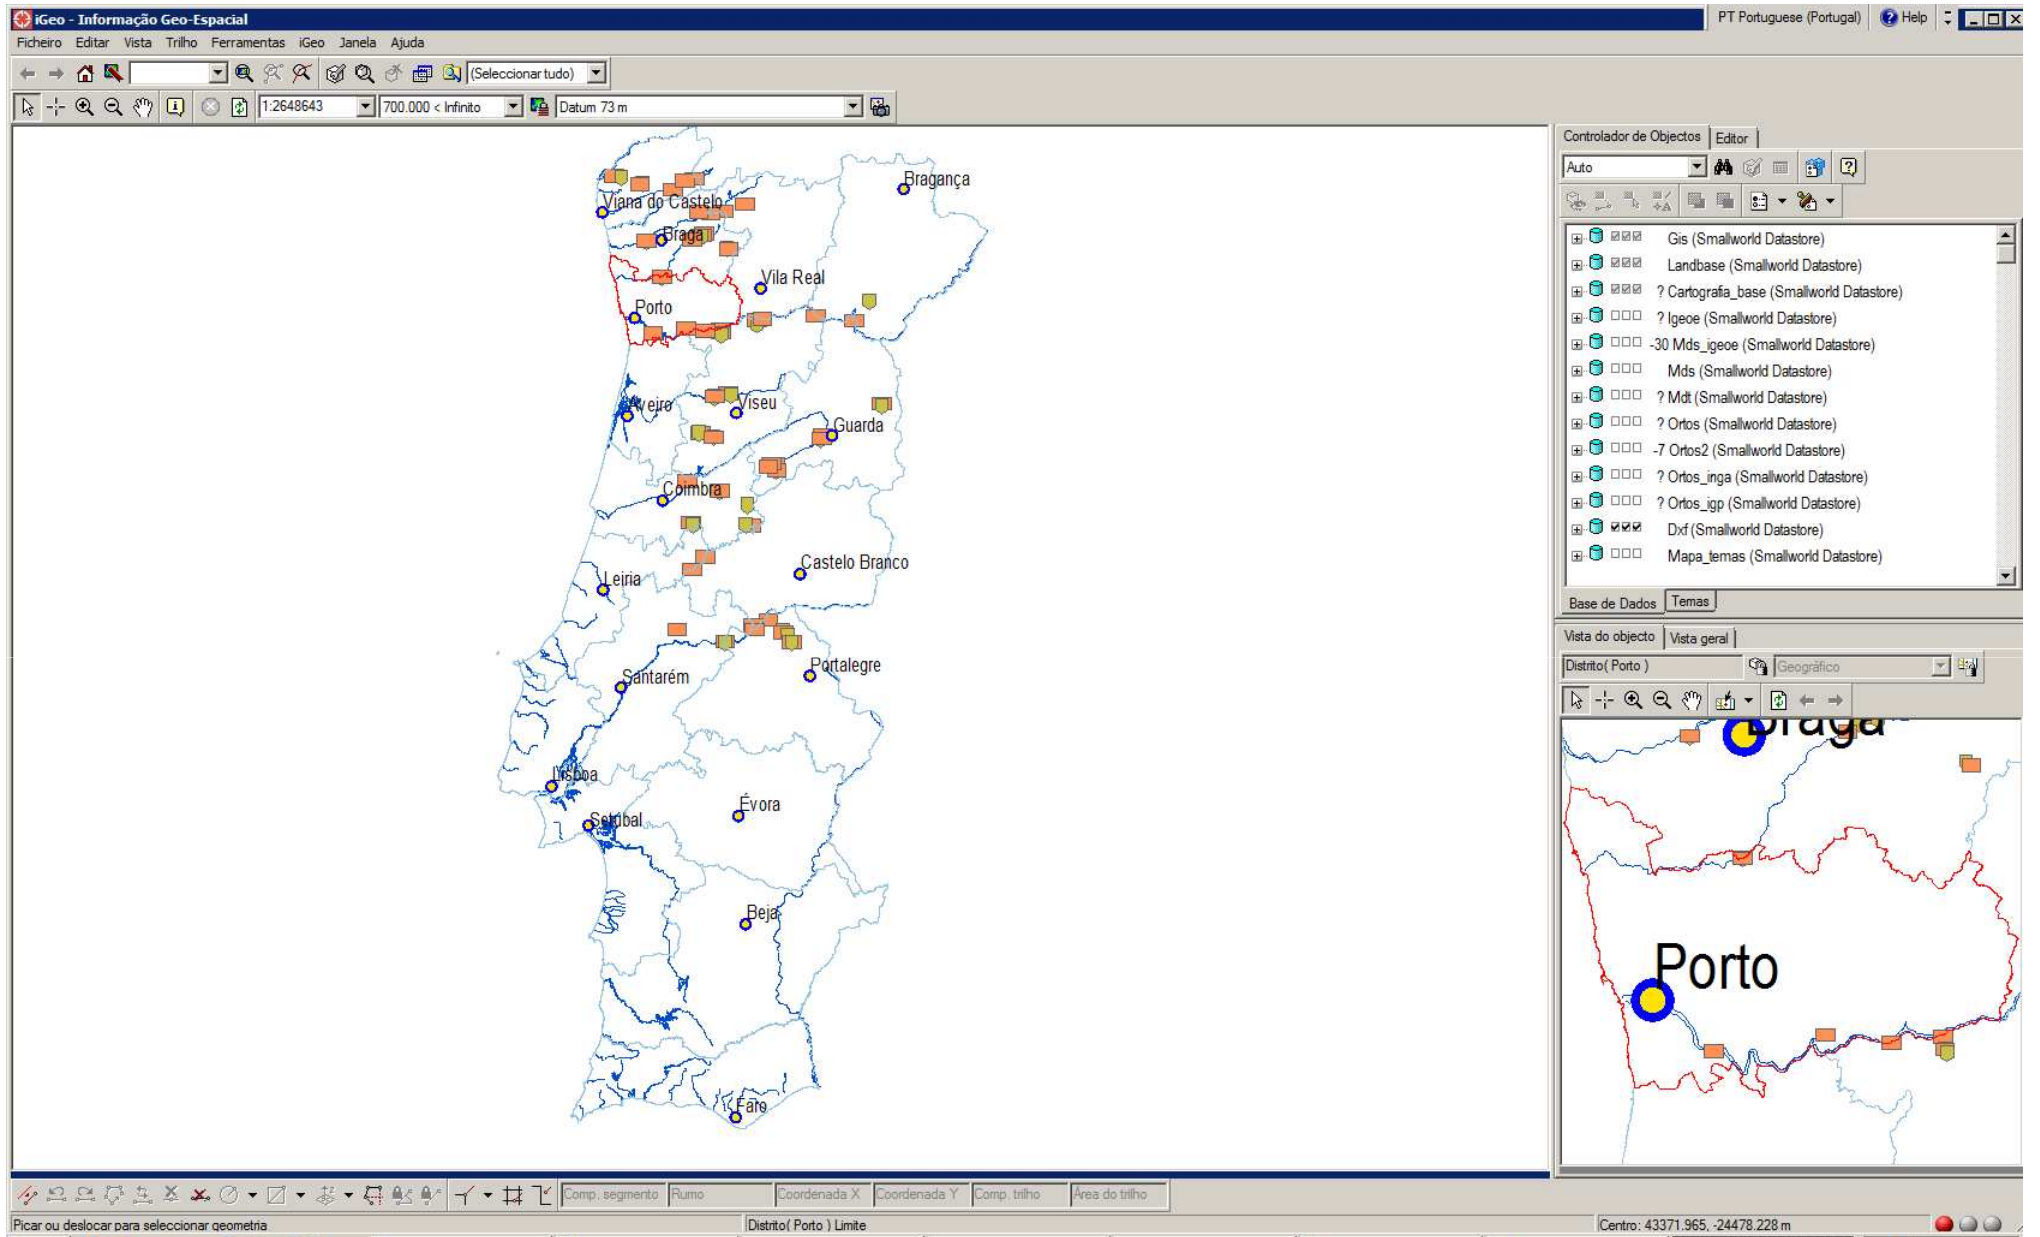 iGeo - Informação Geo-Espacial
PT Portuguese (Portugal) Help
Ficheiro Editar Vista Trilho Ferramentas iGeo Janela Ajuda
(Seleccionar tudo)
1:2648643 700.000 < Infinito Datum 73 m
Bragança
Viana do Castelo
Braga
Vila Real
Porto
Aveiro
Viseu
Guarda
Coimbra
Castelo Branco
Leiria
Portalegre
Santarém
Lisboa
Évora
Setúbal
Beja
Faro
Controlador de Objectos Editor
Auto
Gis (Smallworld Datastore)
Landbase (Smallworld Datastore)
? Cartografia_base (Smallworld Datastore)
? Igeoe (Smallworld Datastore)
-30 Mds_igeoe (Smallworld Datastore)
Mds (Smallworld Datastore)
? Mdt (Smallworld Datastore)
? Ortos (Smallworld Datastore)
-7 Ortos2 (Smallworld Datastore)
? Ortos_inga (Smallworld Datastore)
? Ortos_igp (Smallworld Datastore)
Dxf (Smallworld Datastore)
Mapa_temas (Smallworld Datastore)
Base de Dados Temas
Vista do objecto Vista geral
Distrito( Porto ) Geográfico
Braga
Porto
Comp. segmento Rumo Coordenada X Coordenada Y Comp. trilho Área do trilho
Picar ou deslocar para seleccionar geometria Distrito( Porto ) Limite Centro: 43371.965, -24478.228 m